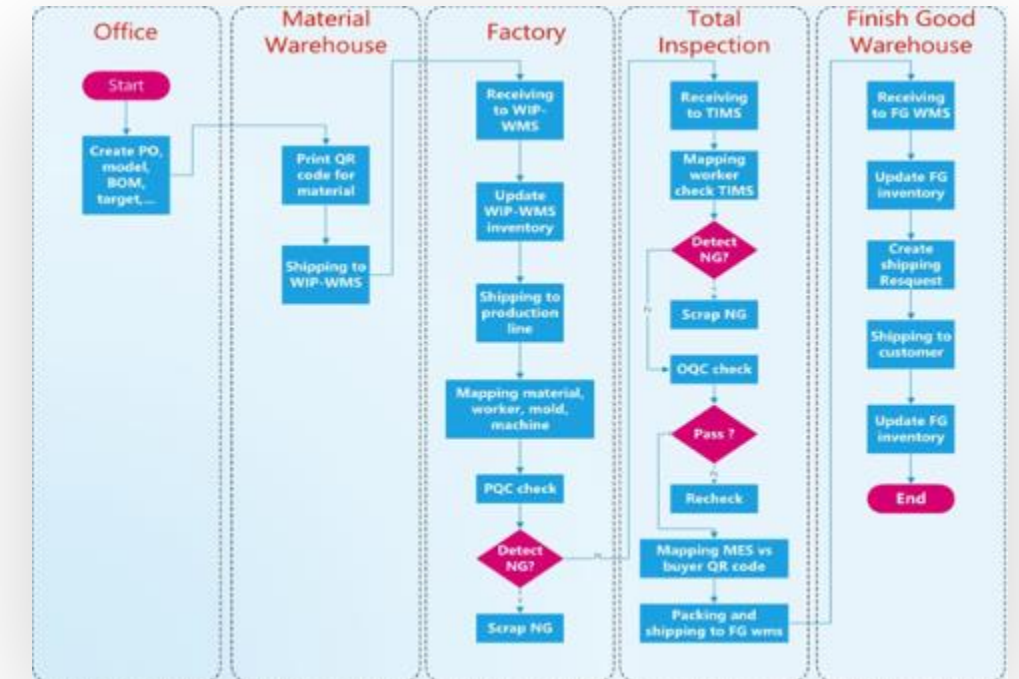 Office
Start
Create PO,
model,
BOM,
target,...
Material
Warehouse
Print QR
code for
material
Shipping to
WIP-WMS
Factory
Receiving
to WIP-
WMS
Update
WIP-WMS
inventory
Shipping to
production
line
Mapping material,
worker, mold,
machine
PQC check
Detect
NG?
Scrap NG
Total
Inspection
Receiving
to TIMS
Mapping
worker
check TIMS
Detect
NG?
Scrap NG
OQC check
Pass ?
Recheck
Mapping MES vs
buyer QR code
Packing and
shipping to FG wms
Finish Good
Warehouse
Receiving
to FG WMS
Update FG
inventory
Create
shipping
Resquest
Shipping to
customer
Update FG
inventory
End